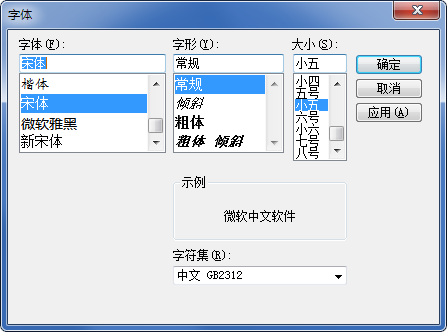 字体
字体(F):
宋体
楷体
宋体
微软雅黑
新宋体
字形(Y):
常规
常规
倾斜
粗体
粗体 倾斜
大小(S):
小五
小四
五号
小五
六号
小六
七号
八号
确定
取消
应用(A)
示例
微软中文软件
字符集(R):
中文 GB2312